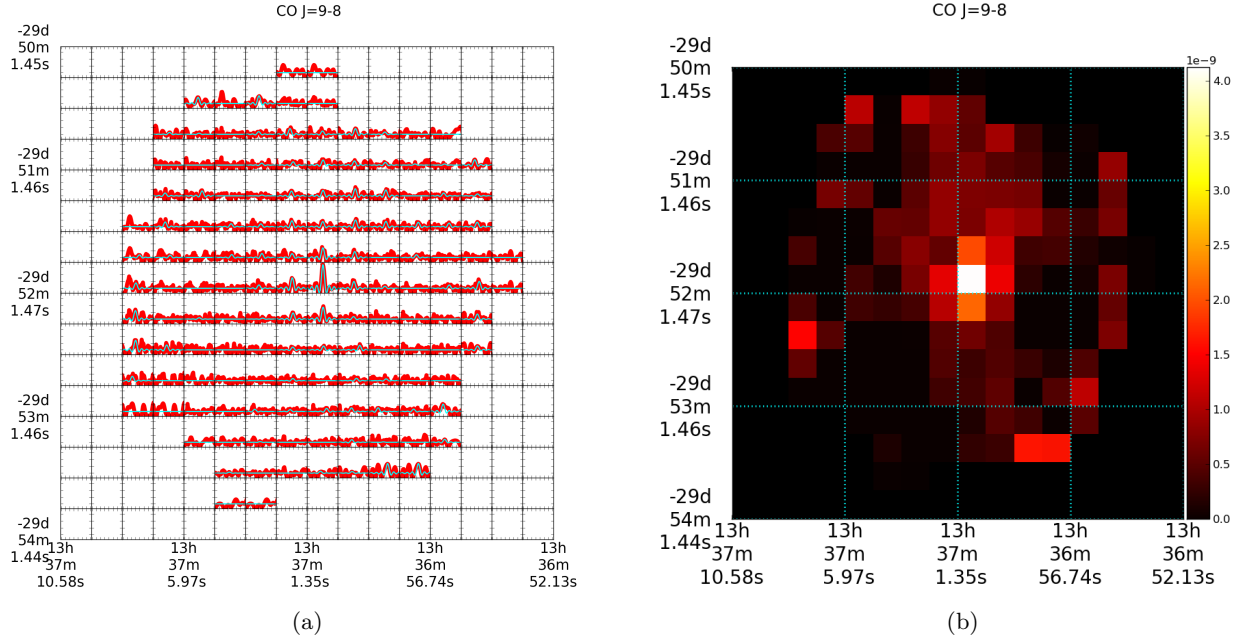 CO J=9-8
-29d
50m
1.45s
-29d
51m
1.46s
-29d
52m
1.47s
-29d
53m
1.46s
-29d
54m
1.44s
13h
37m
10.58s
13h
37m
5.97s
13h
37m
1.35s
13h
36m
56.74s
13h
36m
52.13s
(a)
CO J=9-8
-29d
50m
1.45s
-29d
51m
1.46s
-29d
52m
1.47s
-29d
53m
1.46s
-29d
54m
1.44s
13h
37m
10.58s
13h
37m
5.97s
13h
37m
1.35s
13h
36m
56.74s
13h
36m
52.13s
1e−9
4.0
3.5
3.0
2.5
2.0
1.5
1.0
0.5
0.0
(b)